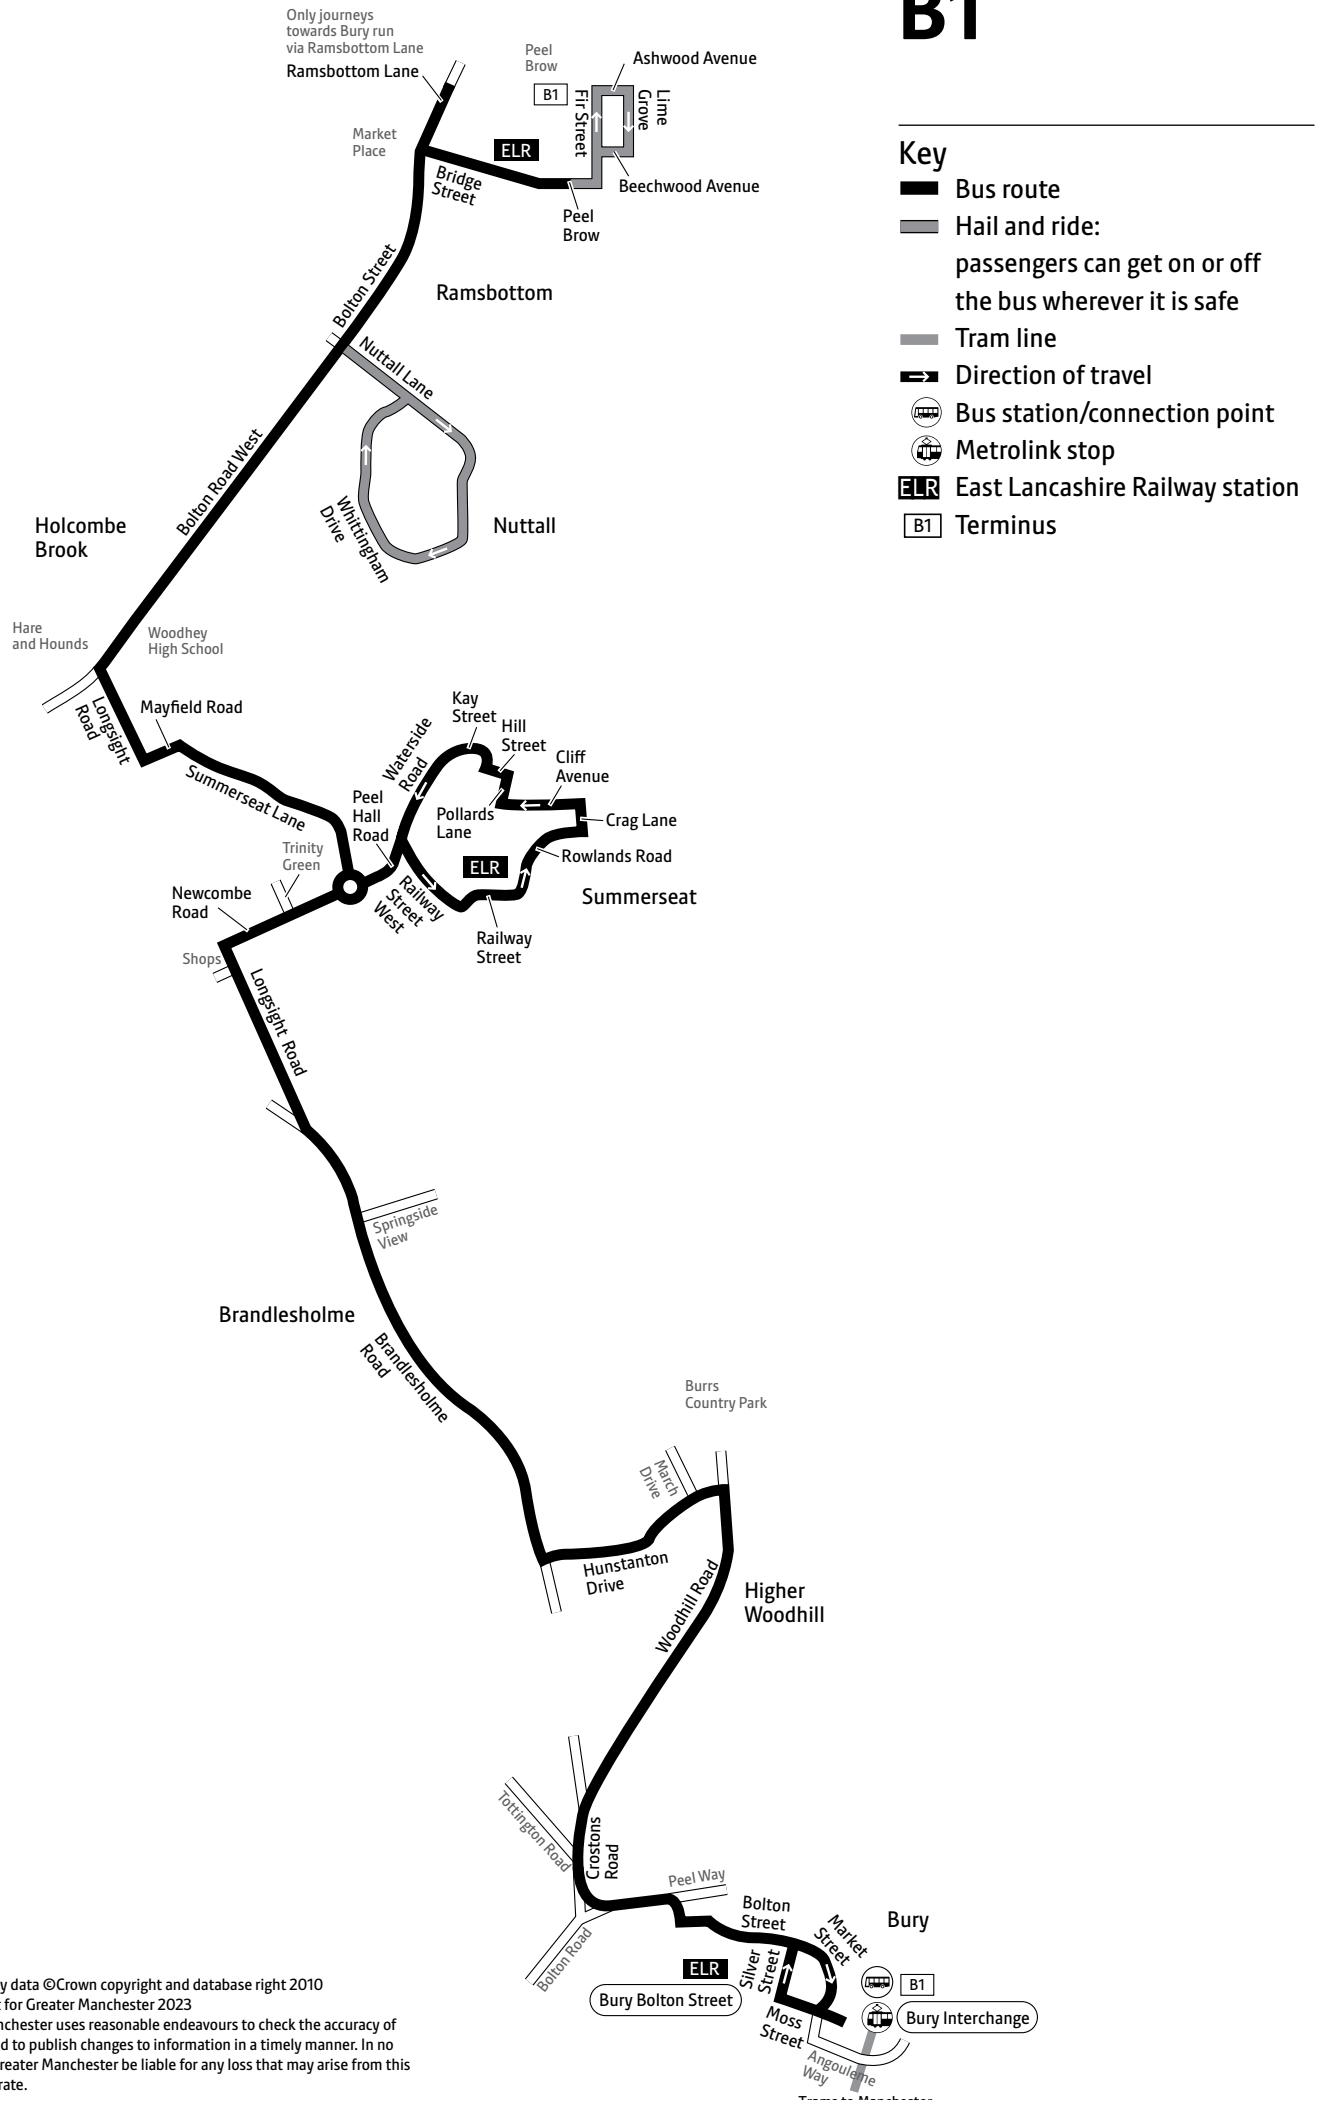 B1
Only journeys
towards Bury run
via Ramsbottom Lane
Ramsbottom Lane
Peel
Brow
B1
Ashwood Avenue
Fir Street
Lime
Grove
Market
Place
ELR
Bridge
Street
Beechwood Avenue
Peel
Brow
Key
Bus route
Hail and ride:
passengers can get on or off
the bus wherever it is safe
Tram line
Direction of travel
Bus station/connection point
Metrolink stop
ELR East Lancashire Railway station
B1 Terminus
Bolton Street
Ramsbottom
Nuttall Lane
Bolton Road West
Whittingham
Drive
Nuttall
Holcombe
Brook
Hare
and Hounds
Woodhey
High School
Longsight
Road
Mayfield Road
Summerseat Lane
Kay
Street
Hill
Street
Waterside
Road
Cliff
Avenue
Peel
Hall
Road
Pollards
Lane
Crag Lane
Rowlands Road
ELR
Summerseat
Trinity
Green
Railway
Street
West
Newcombe
Road
Railway
Street
Shops
Longsight Road
Springside
View
Brandlesholme
Brandlesholme
Road
Burrs
Country Park
March
Drive
Hunstanton
Drive
Woodhill Road
Higher
Woodhill
Tottington Road
Crostons
Road
Peel Way
Bolton Road
Bolton
Street
Market
Street
Bury
Silver
Street
ELR
Bury Bolton Street
B1
Bury Interchange
Moss
Street
Angouleme
Way
y data ©Crown copyright and database right 2010
for Greater Manchester 2023
nchester uses reasonable endeavours to check the accuracy of
d to publish changes to information in a timely manner. In no
reater Manchester be liable for any loss that may arise from this
rate.
Trams to Manchester